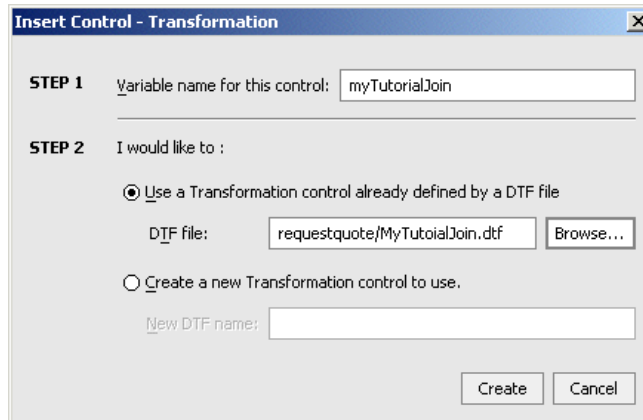 Insert Control - Transformation
STEP 1 Variable name for this control: myTutorialJoin
STEP 2 I would like to :
Use a Transformation control already defined by a DTF file
DTF file: requestquote/MyTutoialJoin.dtf Browse...
Create a new Transformation control to use.
New DTF name:
Create Cancel